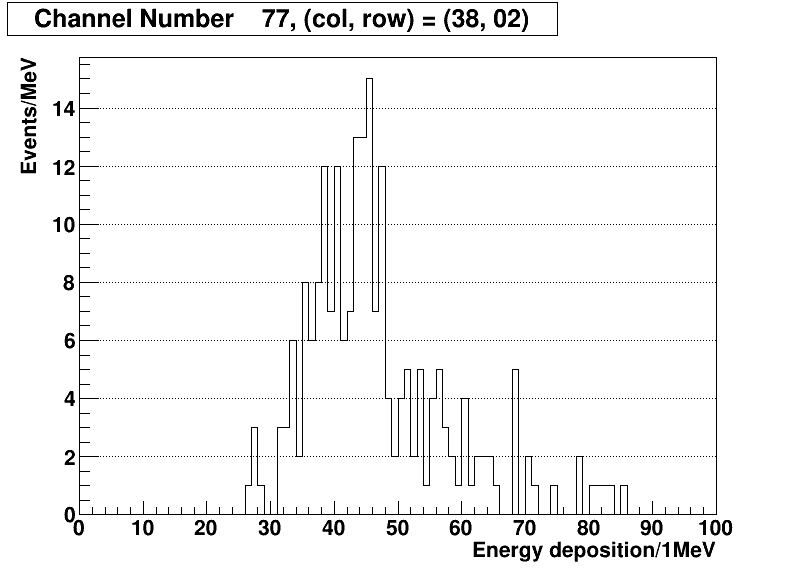 Channel Number 77, (col, row) = (38, 02)
Events/MeV
14
12
10
8
6
4
2
0
0 10 20 30 40 50 60 70 80 90 100
Energy deposition/1MeV